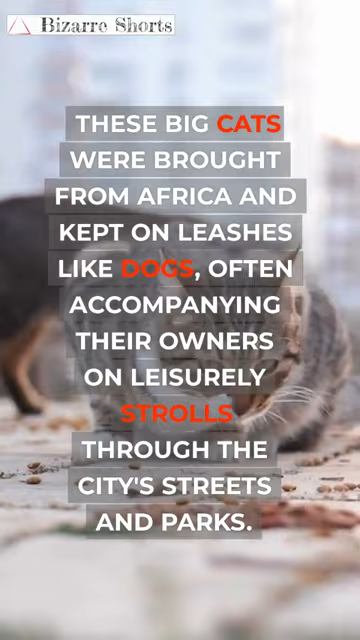 Bizarre Shorts
THESE BIG CATS
WERE BROUGHT
FROM AFRICA AND
KEPT ON LEASHES
LIKE DOGS, OFTEN
ACCOMPANYING
THEIR OWNERS
ON LEISURELY
STROLLS
THROUGH THE
CITY'S STREETS
AND PARKS.